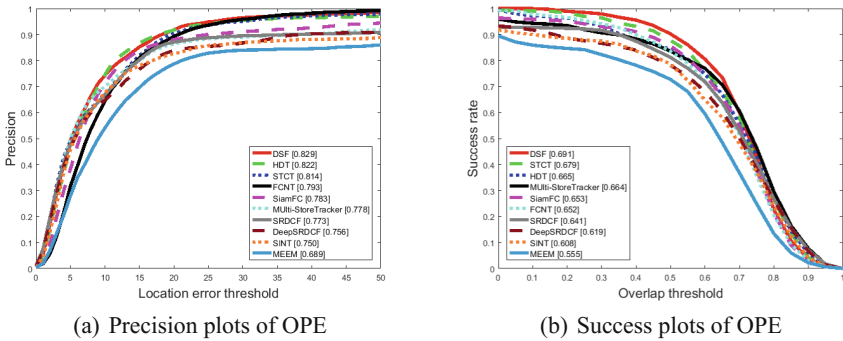 1
0.9
0.8
0.7
0.6
0.5
0.4
0.3
0.2
0.1
0
Precision
DSF [0.829]
HDT [0.822]
STCT [0.814]
FCNT [0.793]
SiamFC [0.783]
MUlti-StoreTracker [0.778]
SRDCF [0.773]
DeepSRDCF [0.756]
SINT [0.750]
MEEM [0.689]
0 5 10 15 20 25 30 35 40 45 50
Location error threshold
(a) Precision plots of OPE
1
0.9
0.8
0.7
0.6
0.5
0.4
0.3
0.2
0.1
0
Success rate
DSF [0.691]
STCT [0.679]
HDT [0.665]
MUlti-StoreTracker [0.664]
SiamFC [0.653]
FCNT [0.652]
SRDCF [0.641]
DeepSRDCF [0.619]
SINT [0.608]
MEEM [0.555]
0 0.1 0.2 0.3 0.4 0.5 0.6 0.7 0.8 0.9 1
Overlap threshold
(b) Success plots of OPE